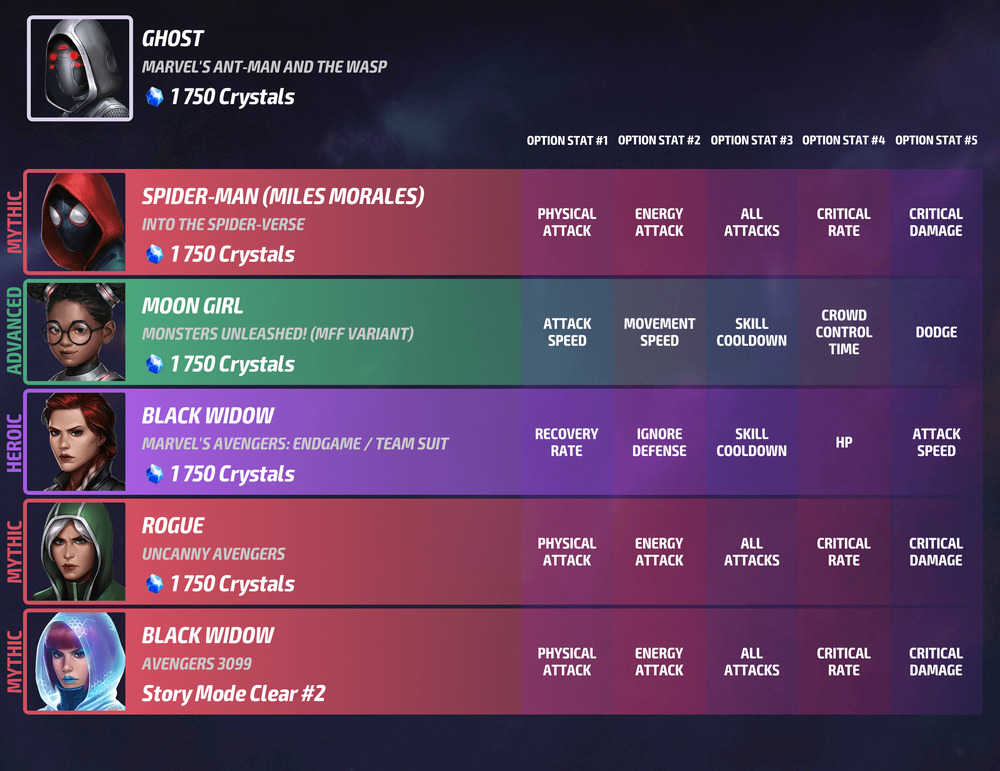 GHOST
MARVEL'S ANT-MAN AND THE WASP
1 750 Crystals
OPTION STAT #1 OPTION STAT #2 OPTION STAT #3 OPTION STAT #4 OPTION STAT #5
MYTHIC
SPIDER-MAN (MILES MORALES)
INTO THE SPIDER-VERSE
1 750 Crystals
PHYSICAL
ATTACK
ENERGY
ATTACK
ALL
ATTACKS
CRITICAL
RATE
CRITICAL
DAMAGE
ADVANCED
MOON GIRL
MONSTERS UNLEASHED! (MFF VARIANT)
1 750 Crystals
ATTACK
SPEED
MOVEMENT
SPEED
SKILL
COOLDOWN
CROWD
CONTROL
TIME
DODGE
HEROIC
BLACK WIDOW
MARVEL'S AVENGERS: ENDGAME / TEAM SUIT
1 750 Crystals
RECOVERY
RATE
IGNORE
DEFENSE
SKILL
COOLDOWN
HP
ATTACK
SPEED
MYTHIC
ROGUE
UNCANNY AVENGERS
1 750 Crystals
PHYSICAL
ATTACK
ENERGY
ATTACK
ALL
ATTACKS
CRITICAL
RATE
CRITICAL
DAMAGE
MYTHIC
BLACK WIDOW
AVENGERS 3099
Story Mode Clear #2
PHYSICAL
ATTACK
ENERGY
ATTACK
ALL
ATTACKS
CRITICAL
RATE
CRITICAL
DAMAGE